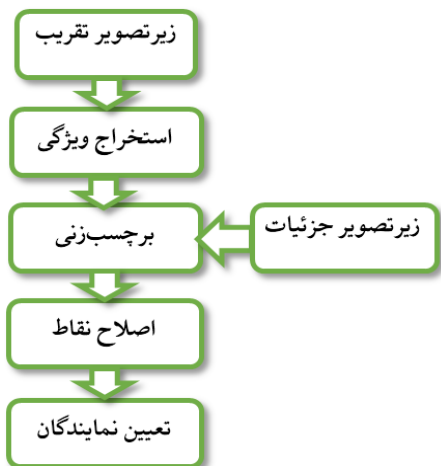 زیرتصویر تقریب
استخراج ویژگی
برچسب‌زنی
زیرتصویر جزئیات
اصلاح نقاط
تعیین نمایندگان